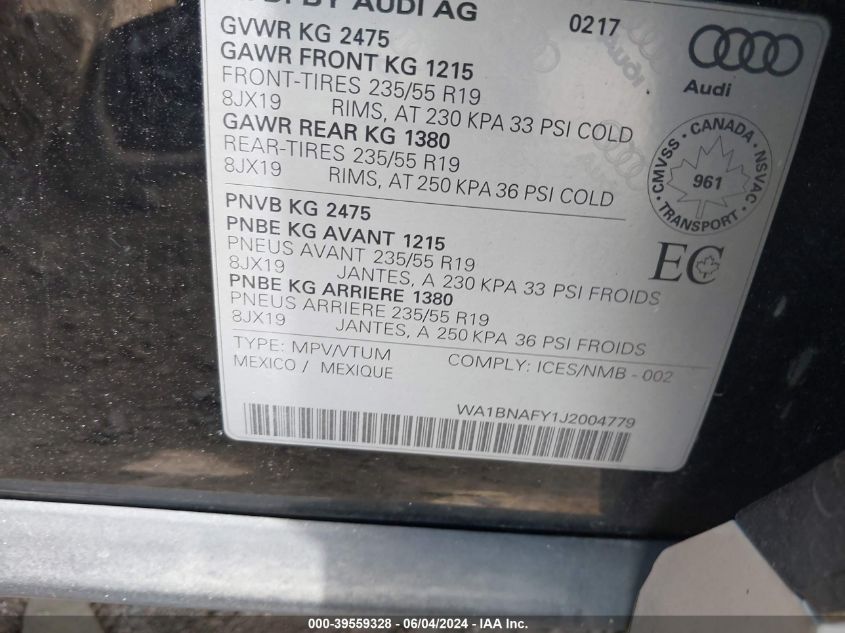 BY AUDI AG 0217
GVWR KG 2475
GAWR FRONT KG 1215
FRONT-TIRES 235/55 R19
8JX19 RIMS, AT 230 KPA 33 PSI COLD
GAWR REAR KG 1380
REAR-TIRES 235/55 R19
8JX19 RIMS, AT 250 KPA 36 PSI COLD
Audi
CMVSS · CANADA · NSVAC · TRANSPORT ·
961
PNVB KG 2475
PNBE KG AVANT 1215
PNEUS AVANT 235/55 R19
8JX19 JANTES, A 230 KPA 33 PSI FROIDS
PNBE KG ARRIERE 1380
PNEUS ARRIERE 235/55 R19
8JX19 JANTES, A 250 KPA 36 PSI FROIDS
EC
TYPE: MPV/VTUM COMPLY: ICES/NMB - 002
MEXICO / MEXIQUE
WA1BNAFY1J2004779
000-39559328 - 06/04/2024 - IAA Inc.